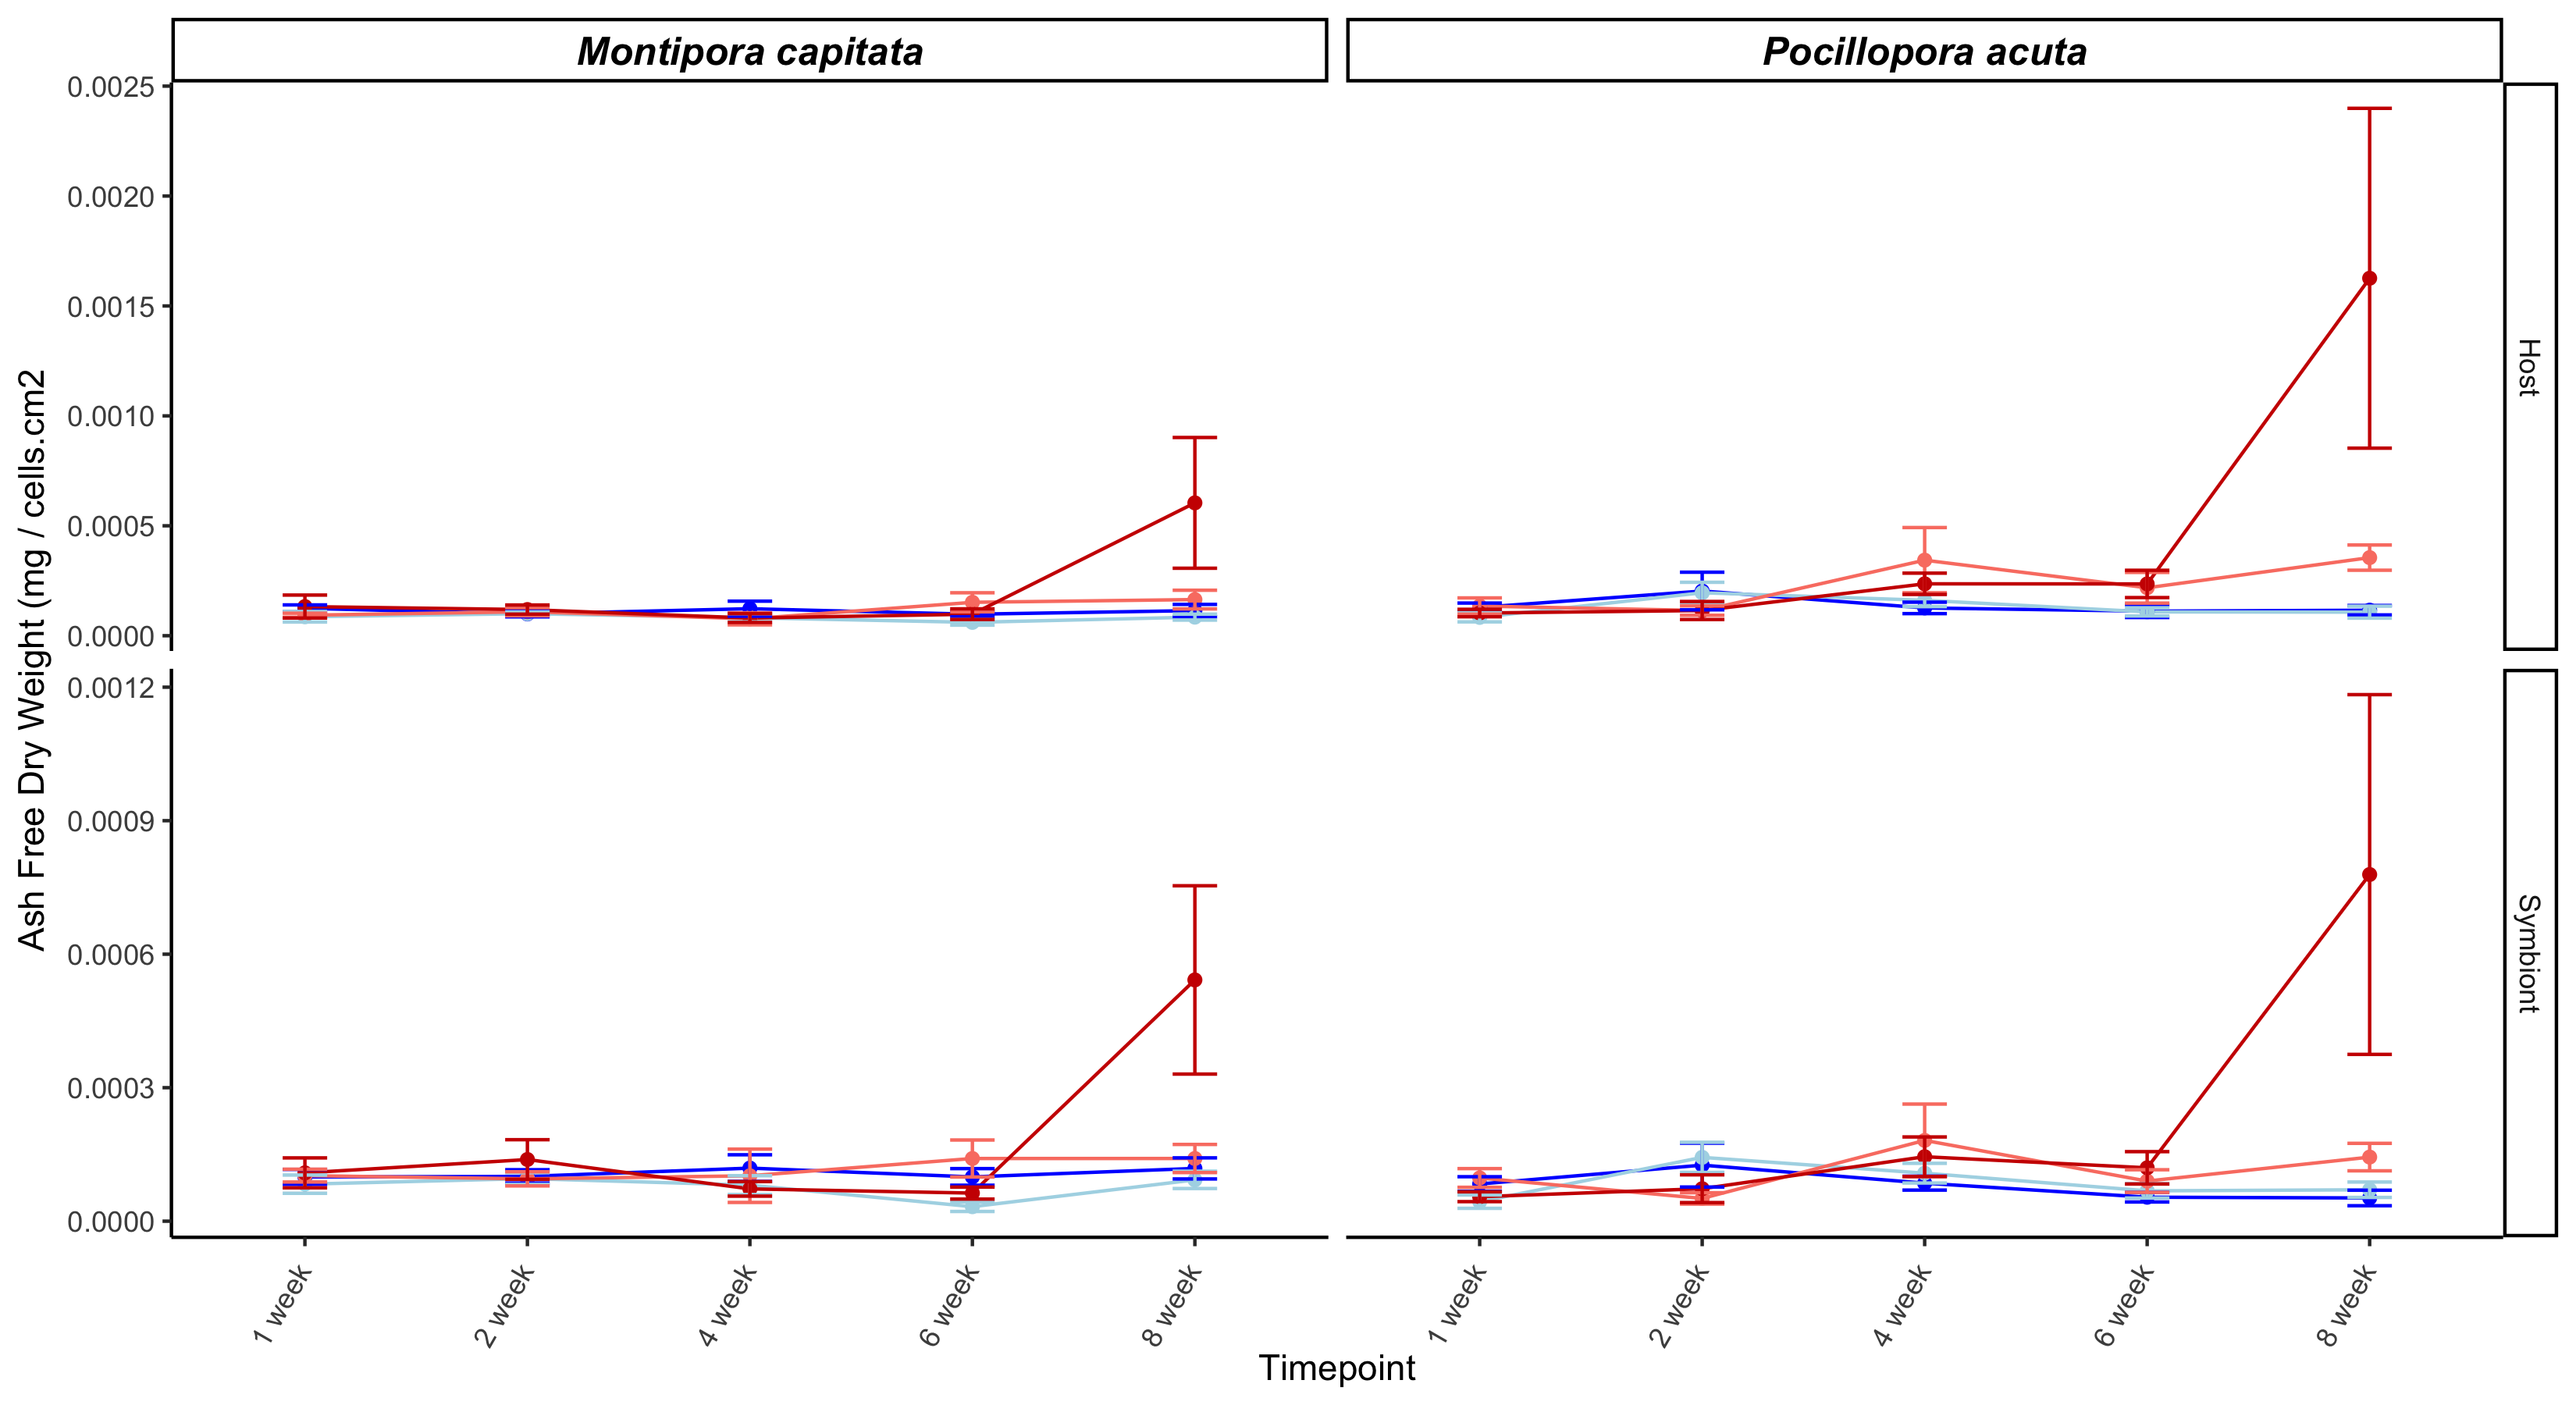 Montipora capitata
Pocillopora acuta
Ash Free Dry Weight (mg / cells.cm2
0.0025
0.0020
0.0015
0.0010
0.0005
0.0000
Host
0.0012
0.0009
0.0006
0.0003
0.0000
Symbiont
1 week
2 week
4 week
6 week
8 week
1 week
2 week
4 week
6 week
8 week
Timepoint